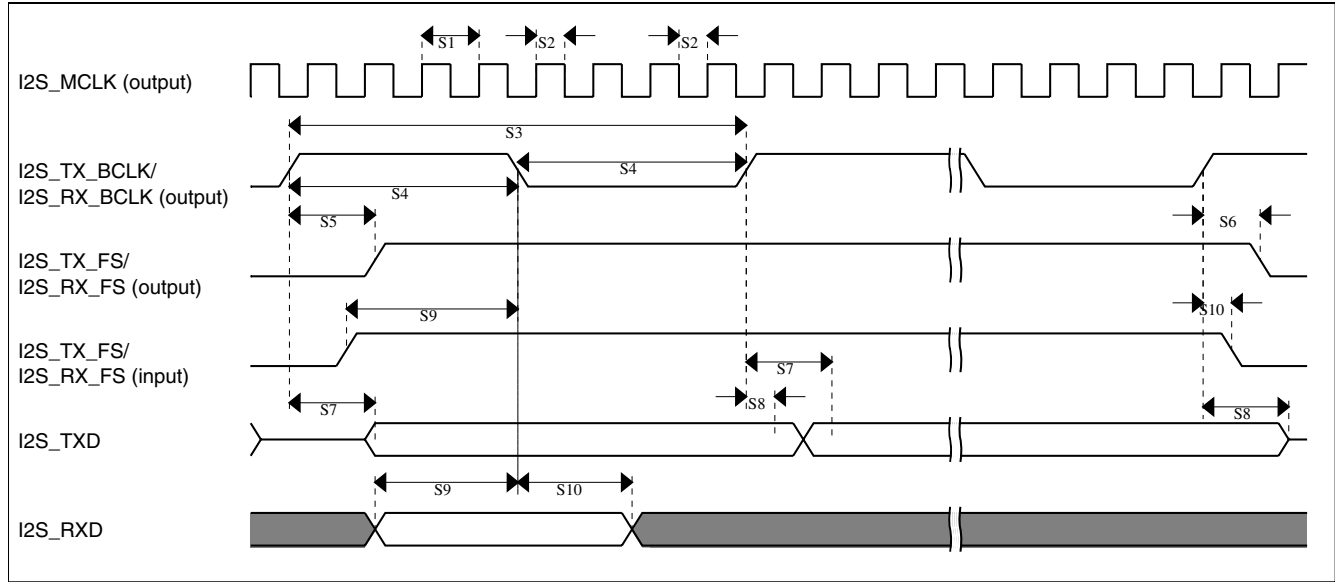 S1 S2 S2
I2S_MCLK (output)
S3
I2S_TX_BCLK/
I2S_RX_BCLK (output)
S4
S4
S5
S6
I2S_TX_FS/
I2S_RX_FS (output)
S9
S10
I2S_TX_FS/
I2S_RX_FS (input)
S7
S7
S8
S8
I2S_TXD
S9 S10
I2S_RXD